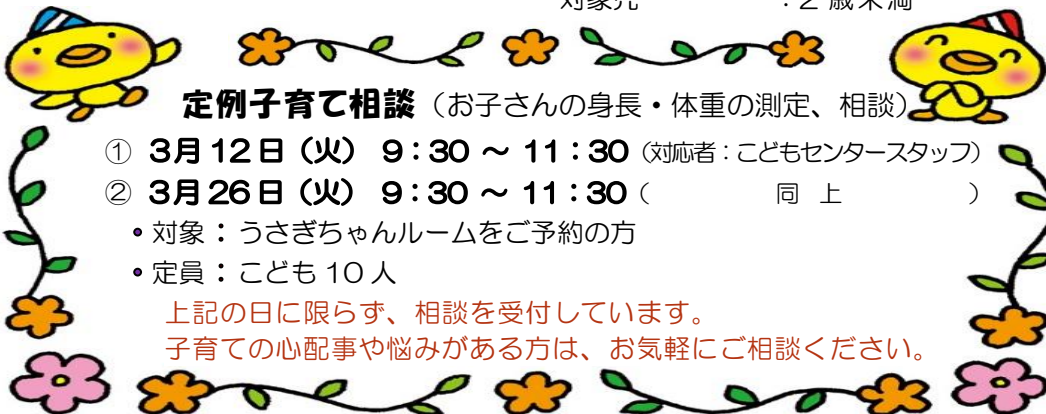 ：2歳未満
定例子育て相談（お子さんの身長・体重の測定、相談）
① 3月12日（火） 9：30 ～ 11：30（対応者：こどもセンタースタッフ）
② 3月26日（火） 9：30 ～ 11：30（　同 上　）
・対象：うさぎちゃんルームをご予約の方
・定員：こども10人
上記の日に限らず、相談を受付しています。
子育ての心配事や悩みがある方は、お気軽にご相談ください。